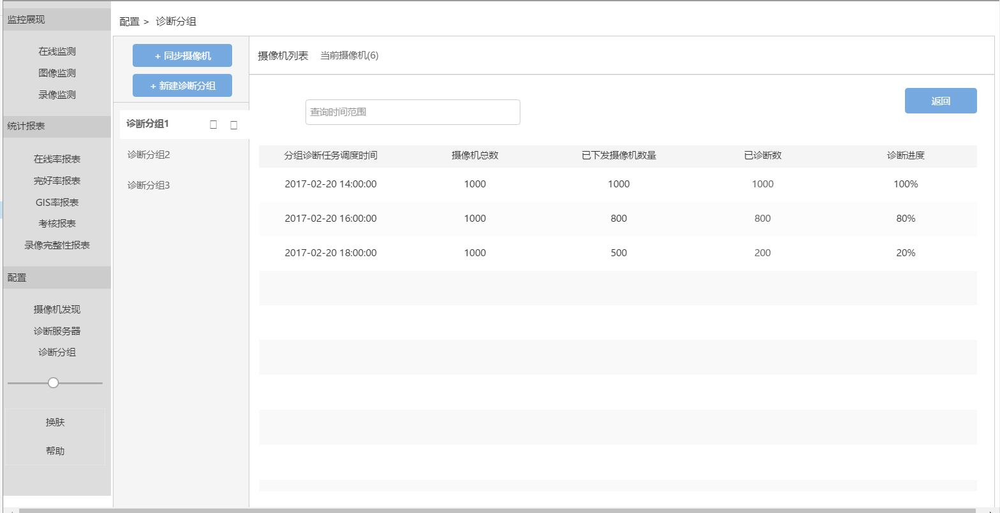 监控展现
在线监测
图像监测
录像监测
统计报表
在线率报表
完好率报表
GIS率报表
考核报表
录像完整性报表
配置
摄像机发现
诊断服务器
诊断分组
换肤
帮助
配置 > 诊断分组
+ 同步摄像机
+ 新建诊断分组
诊断分组1
诊断分组2
诊断分组3
摄像机列表 当前摄像机(6)
查询时间范围
返回
分组诊断任务调度时间 摄像机总数 已下发摄像机数量 已诊断数 诊断进度
2017-02-20 14:00:00 1000 1000 1000 100%
2017-02-20 16:00:00 1000 800 800 80%
2017-02-20 18:00:00 1000 500 200 20%